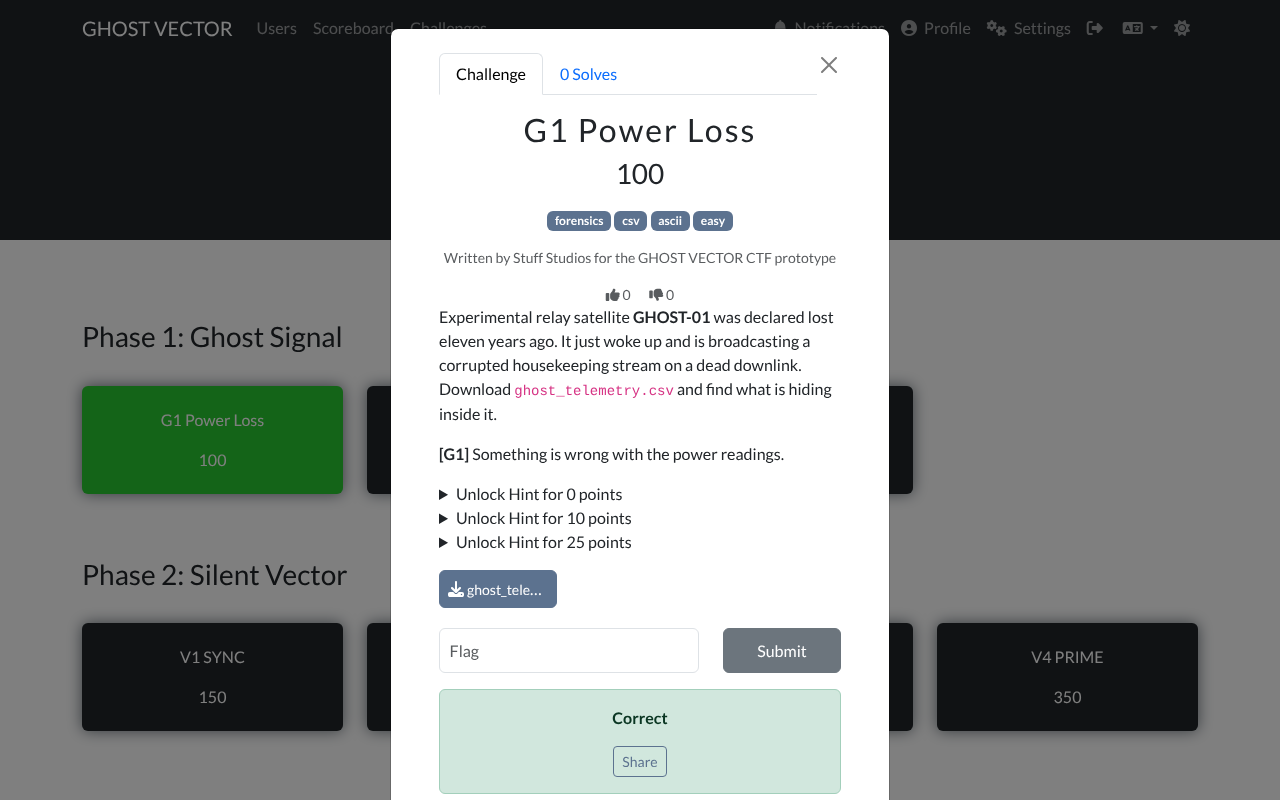 GHOST VECTOR
Users
Scoreboard
Challenges
Notifications
Profile
Settings
Challenge
0 Solves
G1 Power Loss
100
forensics
csv
ascii
easy
Written by Stuff Studios for the GHOST VECTOR CTF prototype
0
0
Experimental relay satellite GHOST-01 was declared lost
eleven years ago. It just woke up and is broadcasting a
corrupted housekeeping stream on a dead downlink.
Download ghost_telemetry.csv and find what is hiding
inside it.
[G1] Something is wrong with the power readings.
Unlock Hint for 0 points
Unlock Hint for 10 points
Unlock Hint for 25 points
ghost_tele...
Flag
Submit
Correct
Share
Phase 1: Ghost Signal
G1 Power Loss
100
Phase 2: Silent Vector
V1 SYNC
150
V4 PRIME
350